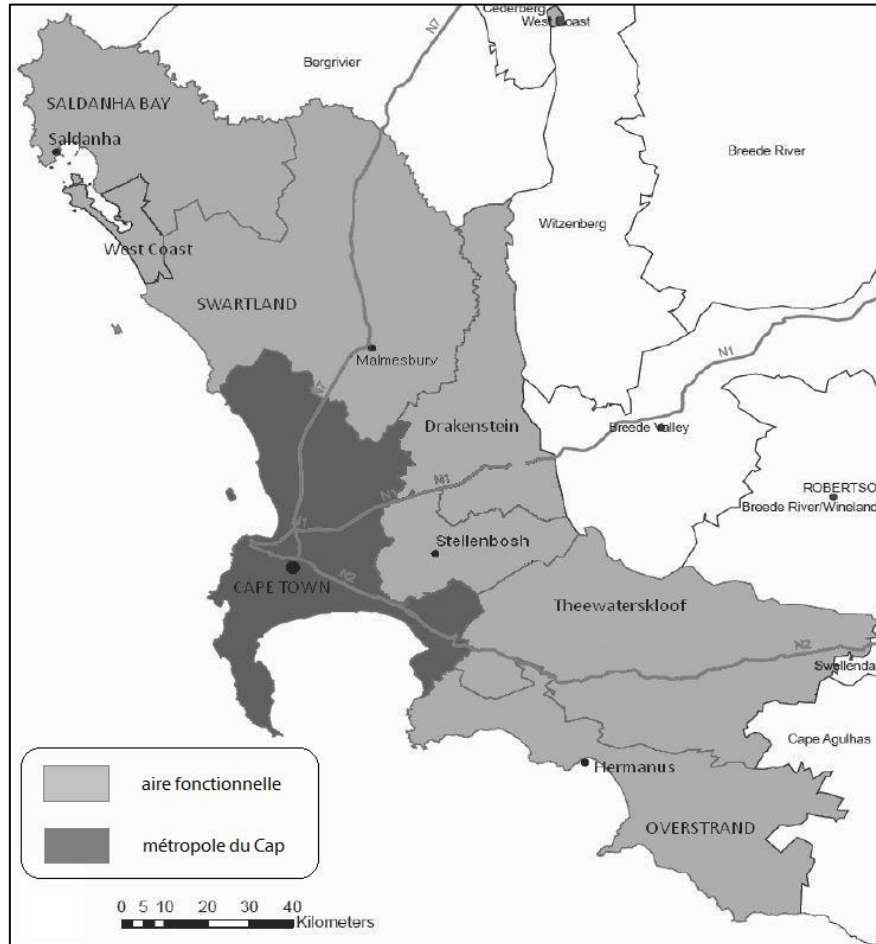 Cederberg
West Coast
N7
Bergrivier
SALDANHA BAY
Saldanha
Breede River
Witzenberg
West Coast
SWARTLAND
N1
Malmesbury
N7
Drakenstein
Breede Valley
N1
ROBERTSO
N1
Breede River/Wineland
N1
Stellenbosh
N2
CAPE TOWN
Theewaterskloof
N2
Swellenda
Cape Agulhas
Hermanus
aire fonctionnelle
OVERSTRAND
métropole du Cap
0 5 10 20 30 40
Kilometers